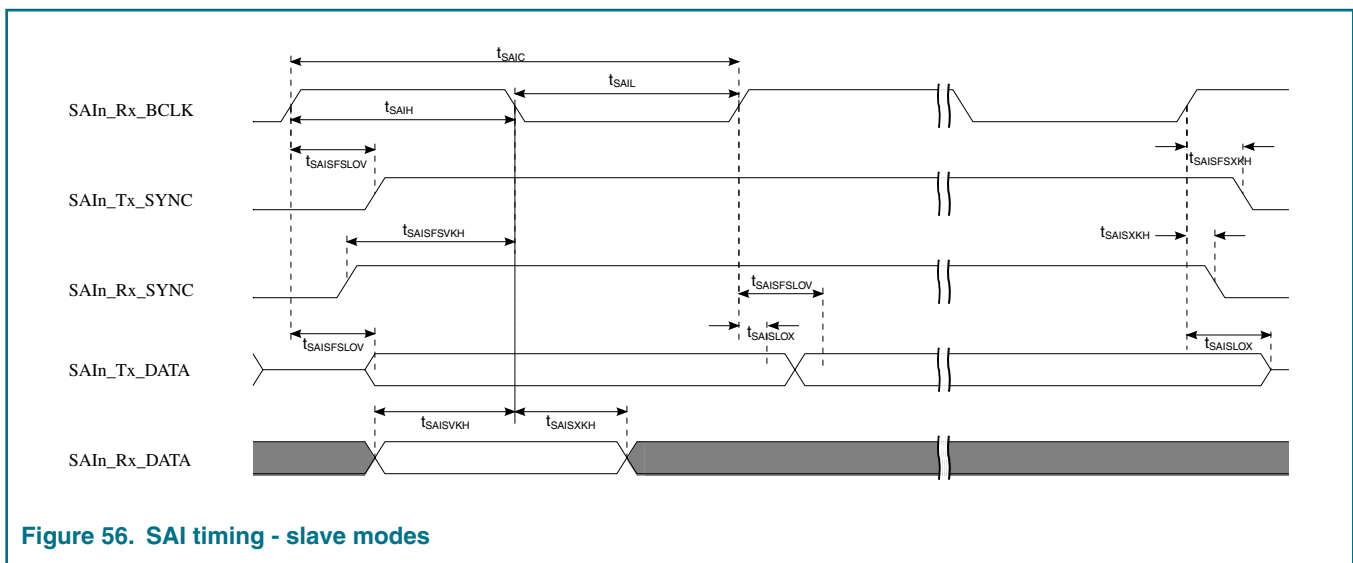 tSAIC
tSAIL
SAIn_Rx_BCLK
tSAIH
tSAISFSLOV
tSAISFSXKH
SAIn_Tx_SYNC
tSAISFSVKH
tSAISXKH
SAIn_Rx_SYNC
tSAISFSLOV
tSAISFSLOV
tSAISLOX
tSAISLOX
SAIn_Tx_DATA
tSAISVKH
tSAISXKH
SAIn_Rx_DATA
Figure 56. SAI timing - slave modes